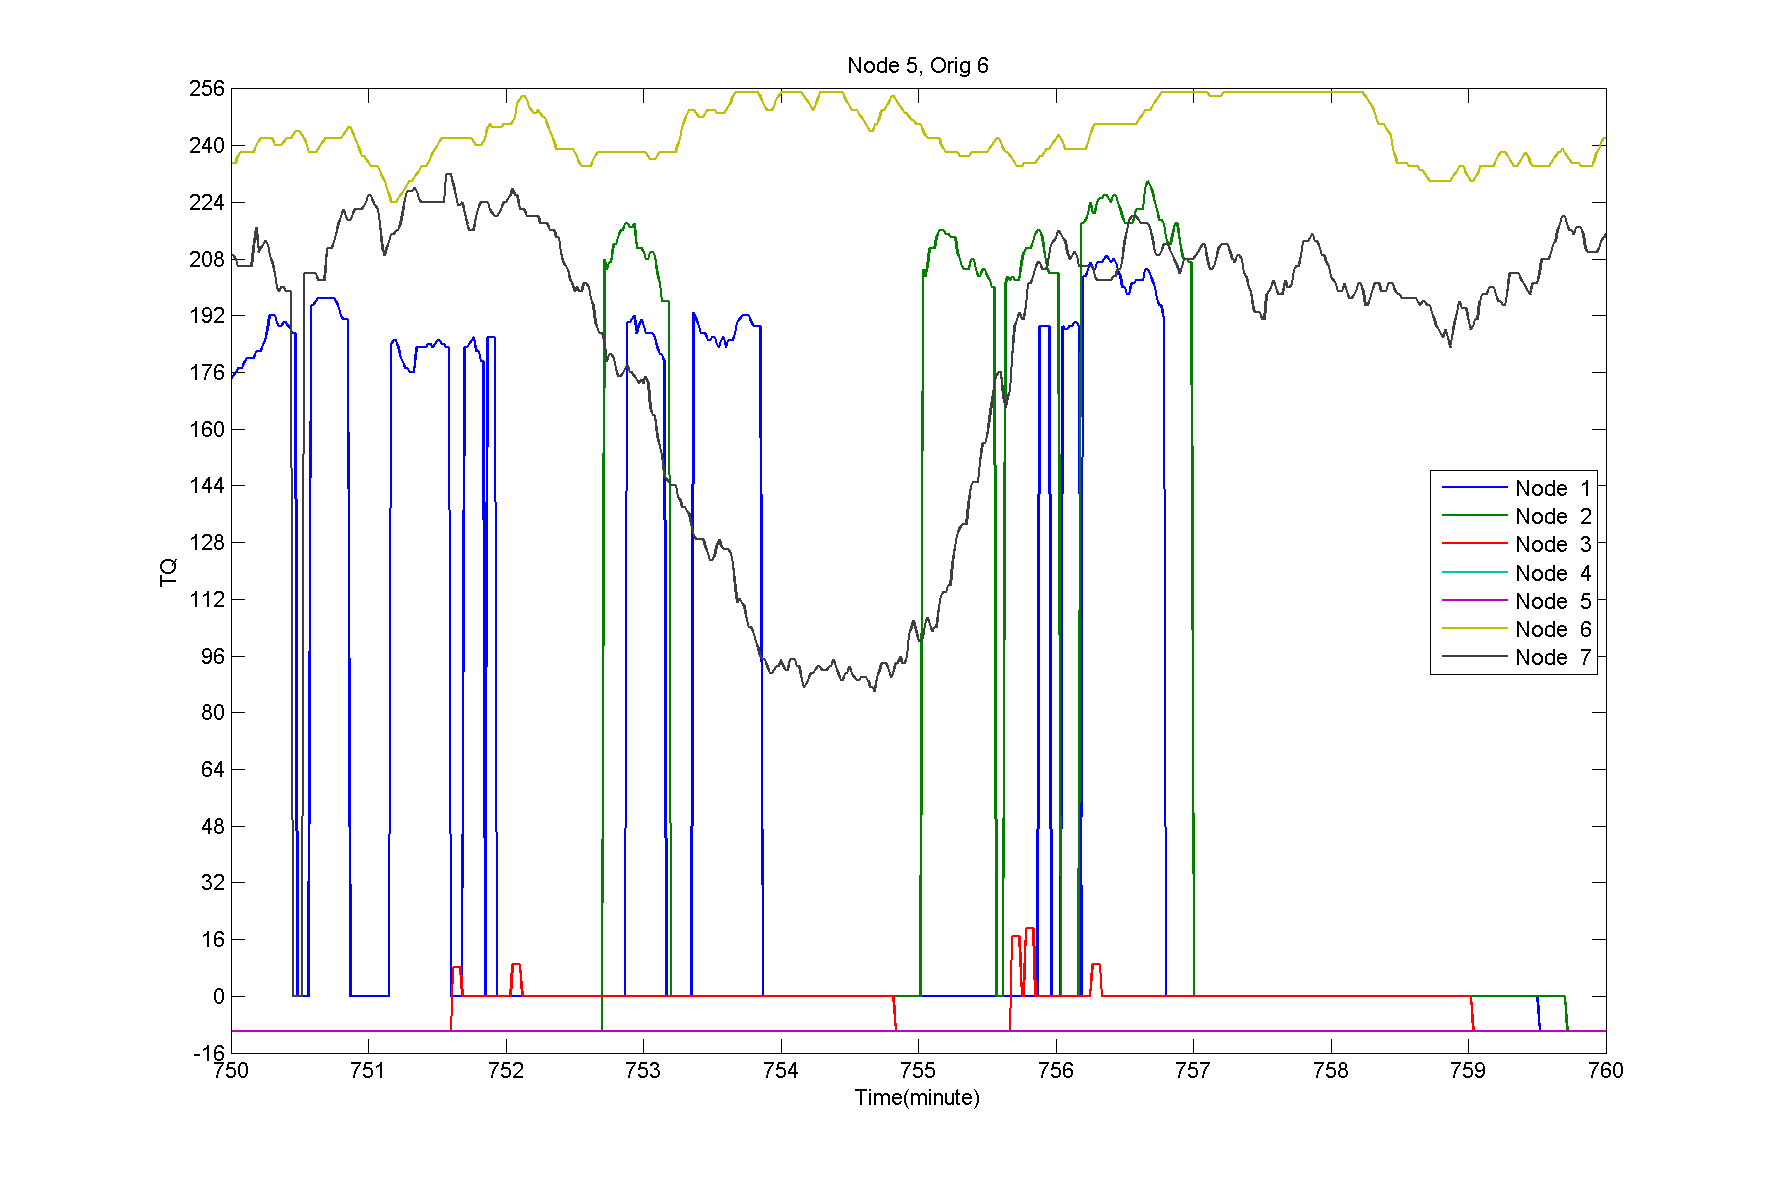 Node 5, Orig 6
256
240
224
208
192
176
160
144
128
112
96
80
64
48
32
16
0
-16
TQ
750 751 752 753 754 755 756 757 758 759 760
Time(minute)
Node 1
Node 2
Node 3
Node 4
Node 5
Node 6
Node 7